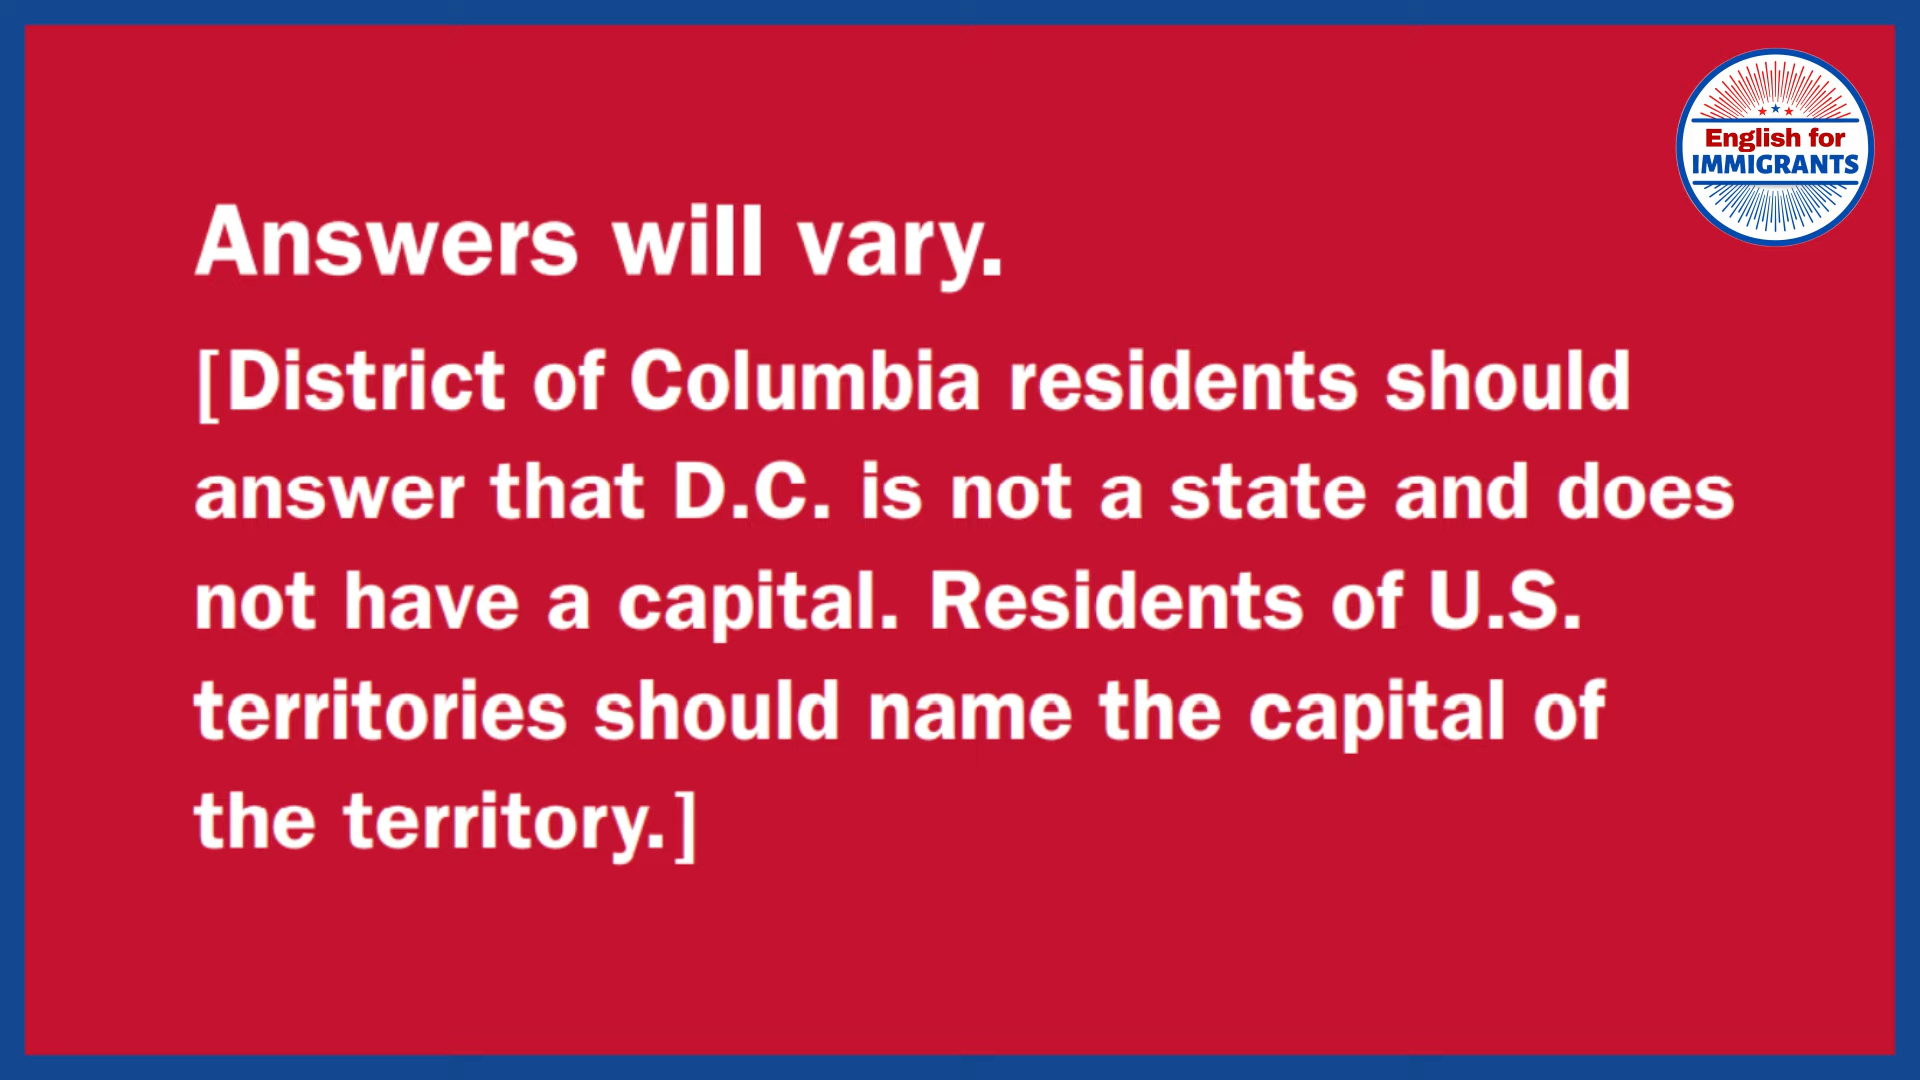 English for
IMMIGRANTS
Answers will vary.
[District of Columbia residents should
answer that D.C. is not a state and does
not have a capital. Residents of U.S.
territories should name the capital of
the territory.]